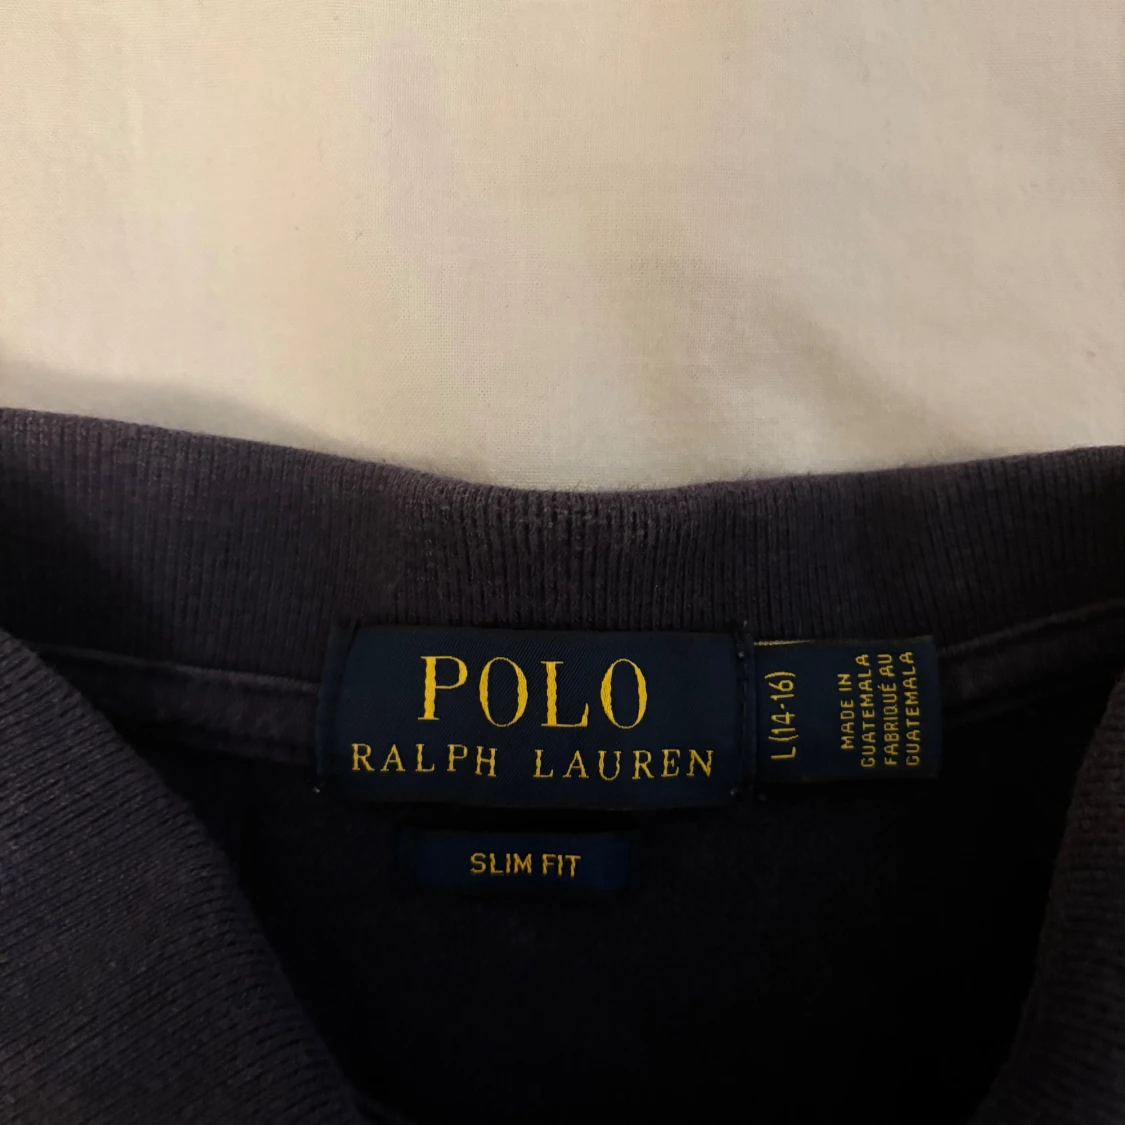 POLO
RALPH LAUREN
SLIM FIT
L(14-16)
MADE IN
GUATEMALA
FABRIQUÉ AU
GUATEMALA